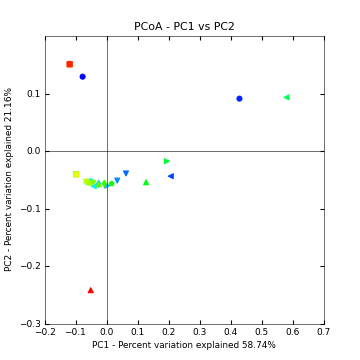 PCoA - PC1 vs PC2
0.1
0.0
−0.1
−0.2
−0.3
−0.2 −0.1 0.0 0.1 0.2 0.3 0.4 0.5 0.6 0.7
PC2 - Percent variation explained 21.16%
PC1 - Percent variation explained 58.74%